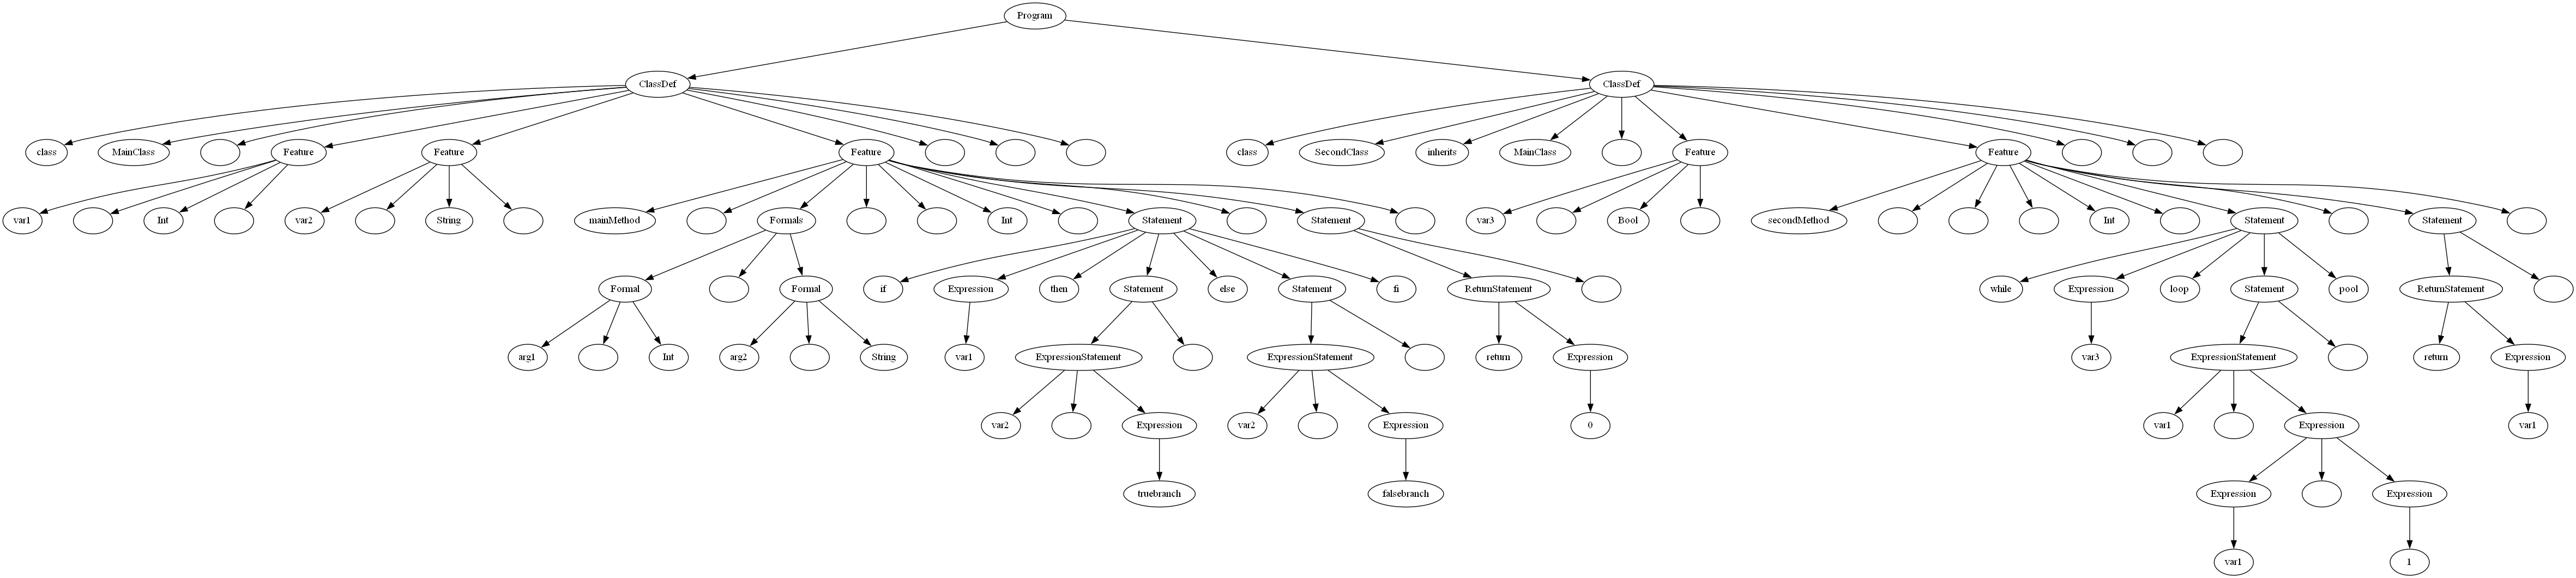 Program
ClassDef ClassDef
class MainClass Feature Feature Feature class SecondClass inherits MainClass Feature Feature
var1 Int var2 String mainMethod Formals Int Statement Statement var3 Bool secondMethod Int Statement Statement
Formal Formal if Expression then Statement else Statement fi ReturnStatement while Expression loop Statement pool ReturnStatement
arg1 Int arg2 String var1 ExpressionStatement ExpressionStatement return Expression var3 ExpressionStatement return Expression
var2 Expression var2 Expression 0 var1 Expression var1
truebranch falsebranch Expression Expression
var1 1